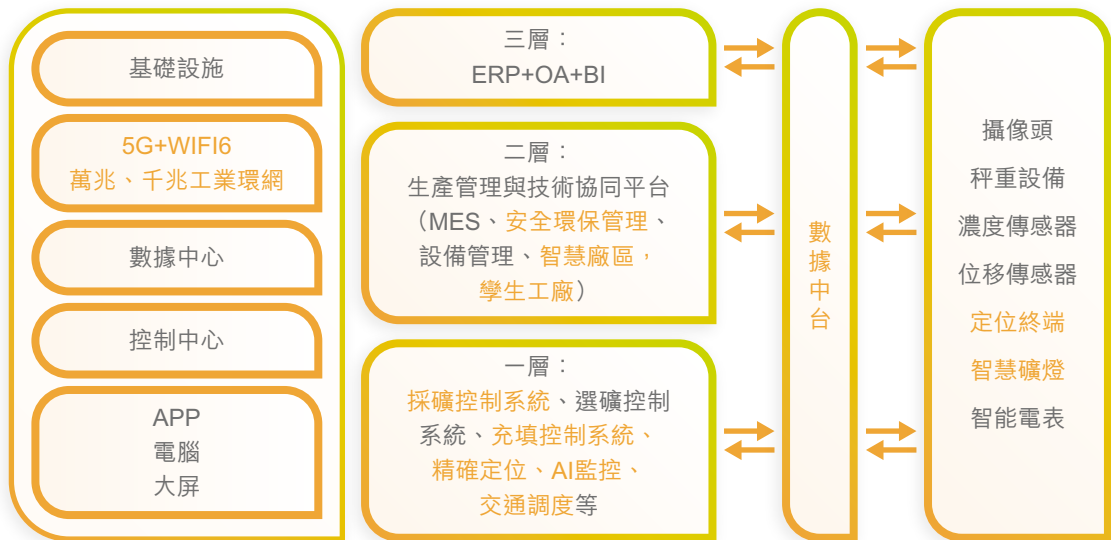 基礎設施
5G+WIFI6
萬兆、千兆工業環網
數據中心
控制中心
APP
電腦
大屏
三層：
ERP+OA+BI
二層：
生產管理與技術協同平台
（MES、安全環保管理、
設備管理、智慧廠區，
孿生工廠）
一層：
採礦控制系統、選礦控制
系統、充填控制系統、
精確定位、AI監控、
交通調度等
數據中台
攝像頭
秤重設備
濃度傳感器
位移傳感器
定位終端
智慧礦燈
智能電表